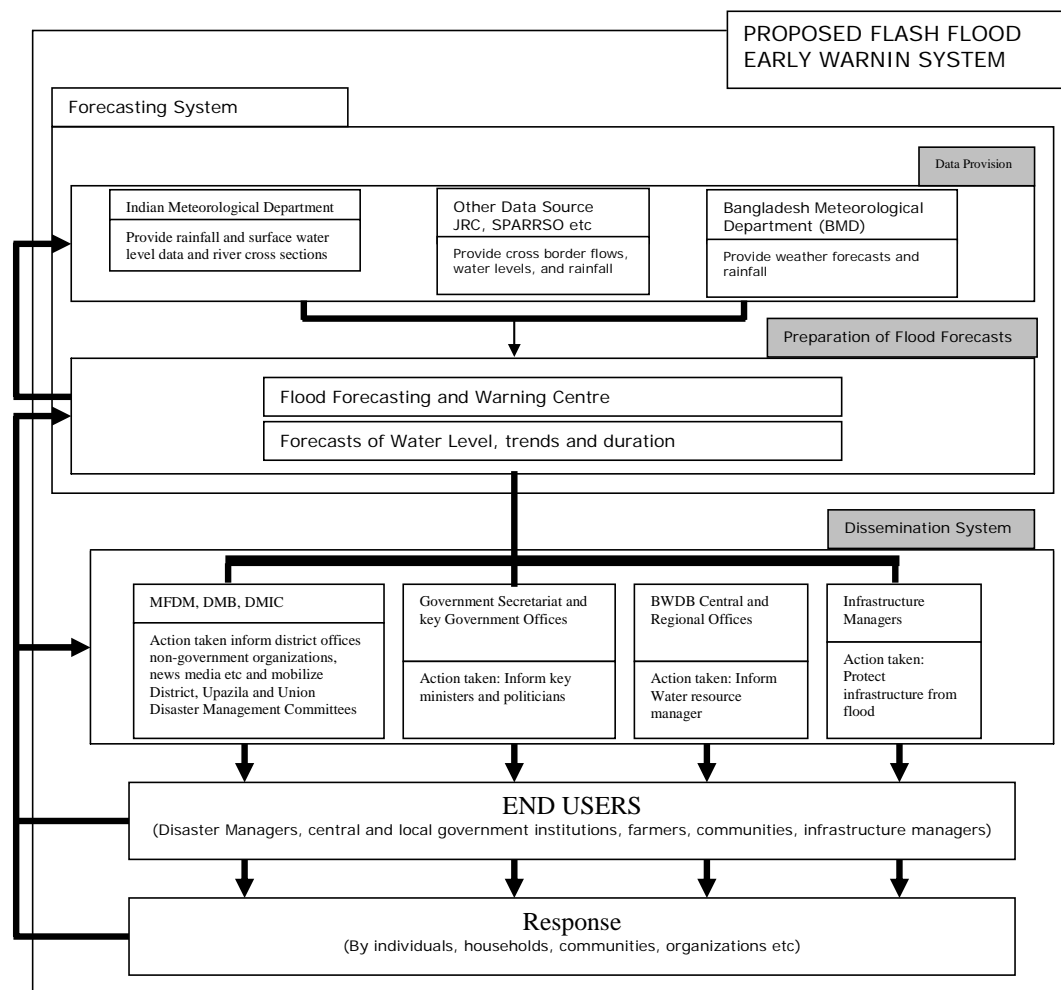 PROPOSED FLASH FLOOD
EARLY WARNIN SYSTEM
Forecasting System
Data Provision
Indian Meteorological Department
Provide rainfall and surface water
level data and river cross sections
Other Data Source
JRC, SPARRSO etc
Provide cross border flows,
water levels, and rainfall
Bangladesh Meteorological
Department (BMD)
Provide weather forecasts and
rainfall
Preparation of Flood Forecasts
Flood Forecasting and Warning Centre
Forecasts of Water Level, trends and duration
Dissemination System
MFDM, DMB, DMIC
Action taken inform district offices
non-government organizations,
news media etc and mobilize
District, Upazila and Union
Disaster Management Committees
Government Secretariat and
key Government Offices
Action taken: Inform key
ministers and politicians
BWDB Central and
Regional Offices
Action taken: Inform
Water resource
manager
Infrastructure
Managers
Action taken:
Protect
infrastructure from
flood
END USERS
(Disaster Managers, central and local government institutions, farmers, communities, infrastructure managers)
Response
(By individuals, households, communities, organizations etc)